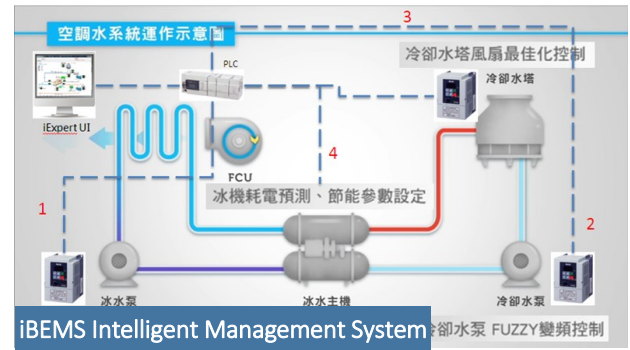 3
空調水系統運作示意圖
冷卻水塔風扇最佳化控制
PLC
冷卻水塔
iExpert UI
4
FCU
冰機耗電預測、節能參數設定
1
2
冰水泵
冰水主機
冷卻水泵
iBEMS Intelligent Management System
冷卻水泵 FUZZY變頻控制